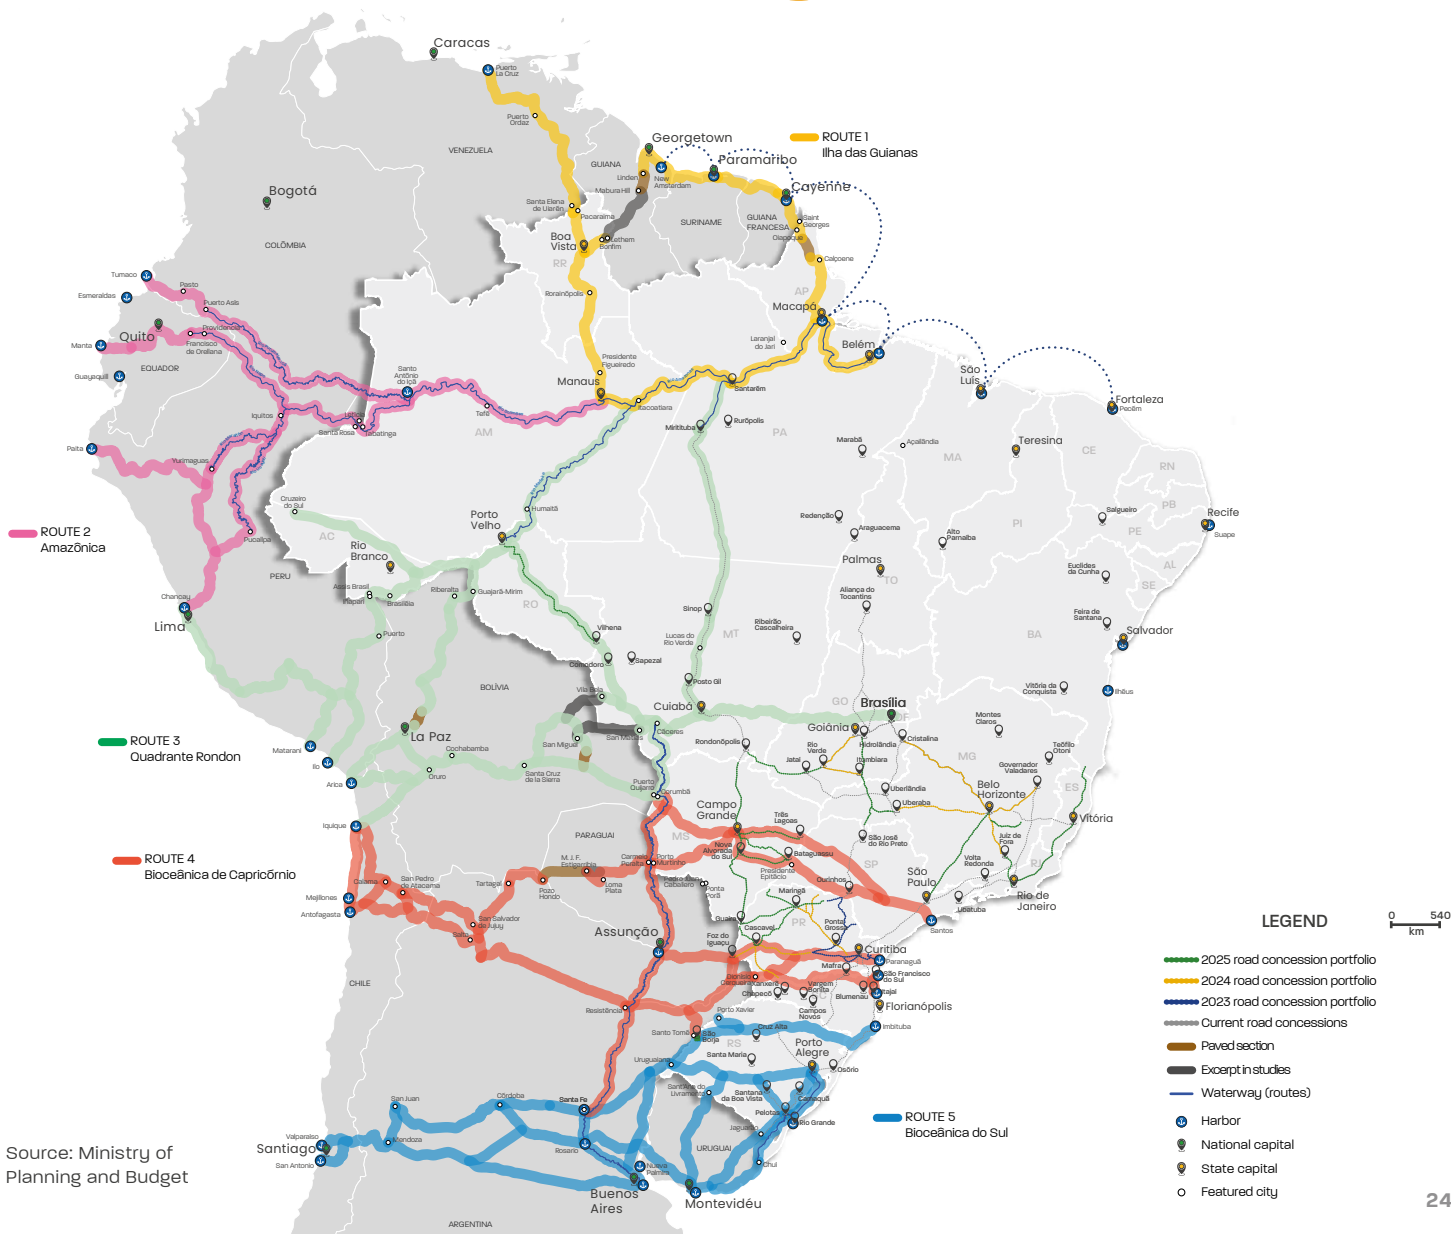 Caracas
Puerto
La Cruz
Puerto
Ordaz
VENEZUELA
Georgetown
ROUTE 1
Ilha das Guianas
GUIANA
Paramaribo
Linden
New
Amsterdam
Mabura Hill
Cayenne
Bogotá
Santa Elena
de Uiarén
Pacaraima
SURINAME
GUIANA
FRANCESA
Saint
Georges
Oiapoque
COLÔMBIA
Boa
Vista
Lethem
Bonfim
RR
Calçoene
Tumaco
Pasto
Esmeraldas
Puerto Asis
Rorainópolis
AP
Macapá
Quito
Providencia
Francisco
de Orellana
Manta
Laranjal
do Jari
Belém
EQUADOR
Guayaquil
Santo
Antônio
do Içá
Presidente
Figueiredo
Manaus
Santarém
São
Luís
Fortaleza
Pecém
Iquitos
Letícia
Santa Rosa
Tabatinga
Tefé
Itacoatiara
AM
Miritituba
Rurópolis
PA
Marabá
Açailândia
MA
Teresina
CE
Paita
Yurimaguas
RN
Cruzeiro
do Sul
Rio Madeira
Humaitá
Porto
Velho
Redenção
Araguacema
Alto
Parnaíba
PI
Salgueiro
PB
PE
Recife
Suape
ROUTE 2
Amazônica
Pucallpa
AC
Rio
Branco
PERU
Palmas
TO
Euclides
da Cunha
AL
SE
Assis Brasil
Iñapari
Brasiléia
Riberalta
Guajará-Mirim
RO
Chancay
Lima
Sinop
Aliança do
Tocantins
Feira de
Santana
Puerto
Vilhena
Lucas do
Rio Verde
MT
Ribeirão
Cascalheira
BA
Salvador
Comodoro
Sapezal
BOLÍVIA
Vila Bela
Posto Gil
Vitória da
Conquista
Ilhéus
Cuiabá
GO
Brasília
DF
La Paz
San Miguel
San Matías
Cáceres
Goiânia
Montes
Claros
ROUTE 3
Quadrante Rondon
Matarani
Ilo
Cochabamba
Rondonópolis
Rio
Verde
Hidrolândia
Cristalina
MG
Teófilo
Otoni
Jataí
Itumbiara
Governador
Valadares
Arica
Oruro
Santa Cruz
de la Sierra
Puerto
Quijarro
Corumbá
Uberlândia
Uberaba
Belo
Horizonte
ES
Iquique
Campo
Grande
Três
Lagoas
Vitória
PARAGUAI
MS
Nova
Alvorada
do Sul
São José
do Rio Preto
Juiz de
Fora
ROUTE 4
Bioceânica de Capricórnio
M. J. F.
Estigarribia
Carmelo
Peralta
Porto
Murtinho
Bataguassu
SP
Volta
Redonda
RJ
Calama
San Pedro
do Atacama
Tartagal
Pozo
Hondo
Loma
Plata
Pedro Juan
Caballero
Ponta
Porã
Presidente
Epitácio
Ourinhos
São
Paulo
Rio de
Janeiro
Mejillones
Antofagasta
San Salvador
de Jujuy
Maringá
Ubatuba
Salta
Assunção
Guaíra
PR
Ponta
Grossa
Santos
Foz do
Iguaçu
Cascavel
Curitiba
Paranaguá
CHILE
Dionísio
Cerqueira
Xanxerê
Chapecó
Mafra
São Francisco
do Sul
Vargem
Bonita
Blumenau
Itajaí
Campos
Novos
Florianópolis
Resistência
Porto Xavier
Santo Tomé
São
Borja
Cruz Alta
RS
Imbituba
Uruguaiana
Santa Maria
Porto
Alegre
Osório
San Juan
Córdoba
Santa Fe
Sant'Ana do
Livramento
Santana
da Boa Vista
Camaquã
ROUTE 5
Bioceânica do Sul
Pelotas
Rio Grande
Jaguarão
Valparaíso
Santiago
San Antonio
Mendoza
Rosario
URUGUAI
Chuí
Nueva
Palmira
Buenos
Aires
Montevidéu
ARGENTINA
Source: Ministry of
Planning and Budget
LEGEND
0 540
km
2025 road concession portfolio
2024 road concession portfolio
2023 road concession portfolio
Current road concessions
Paved section
Excerpt in studies
Waterway (routes)
Harbor
National capital
State capital
Featured city
24